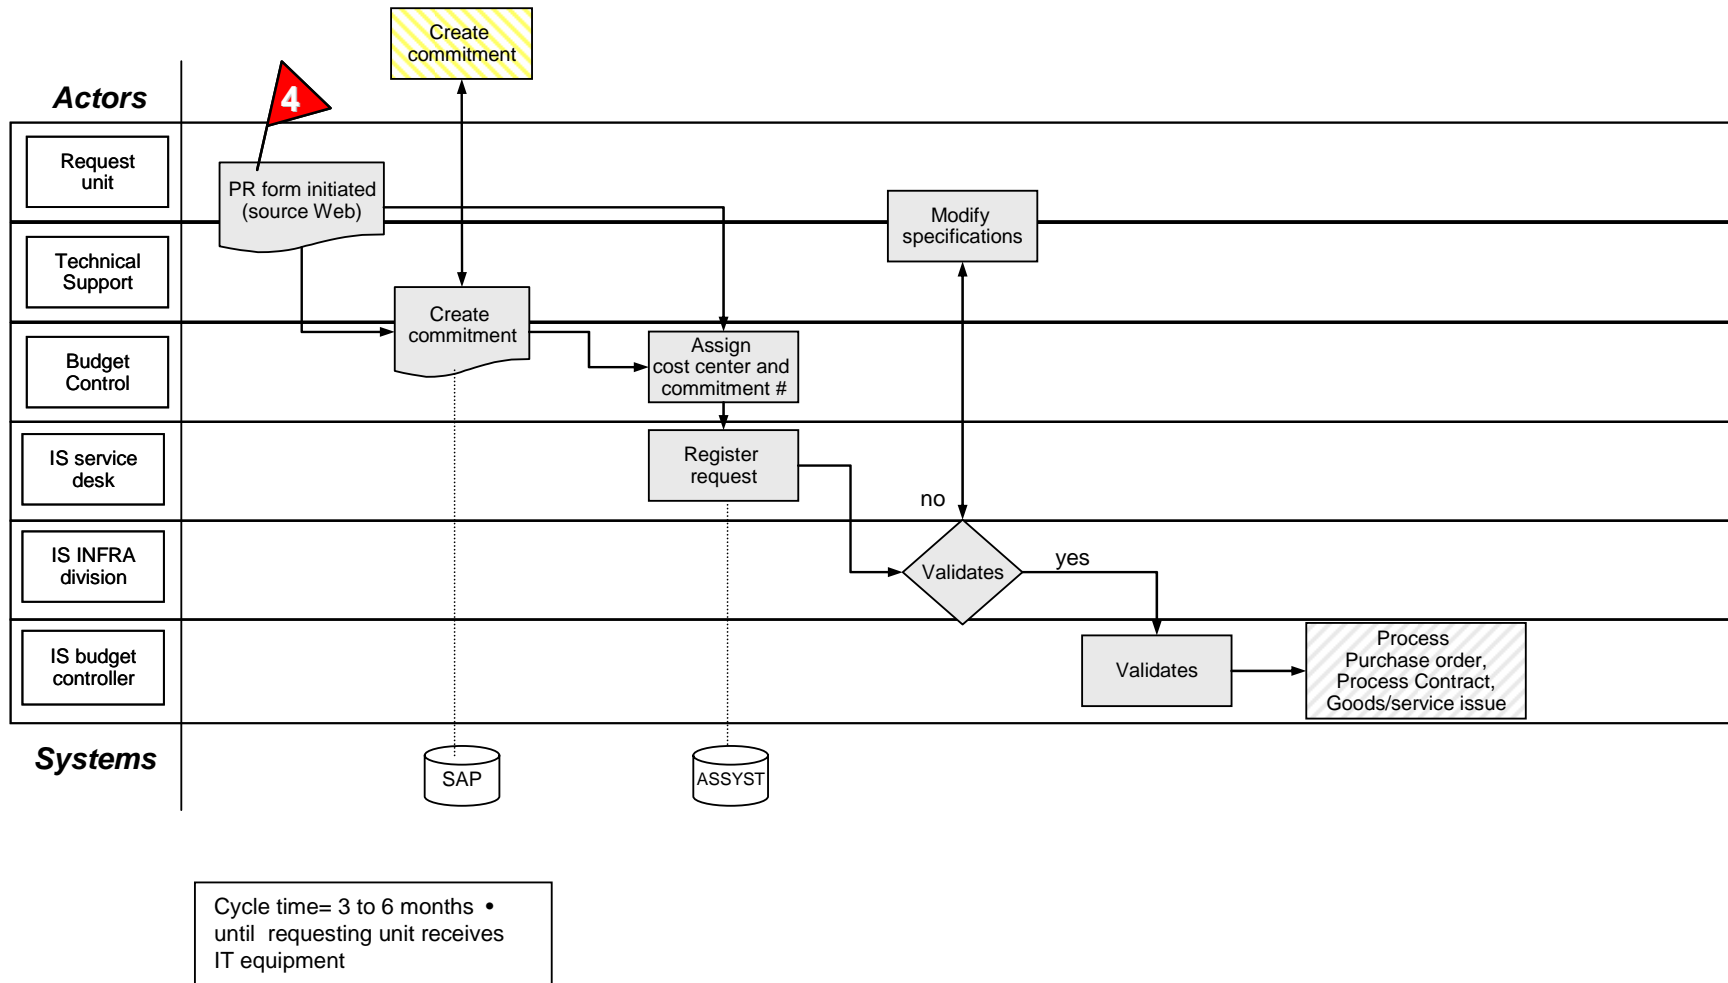 Create
commitment
Actors
4
Request
unit
PR form initiated
(source Web)
Modify
specifications
Technical
Support
Create
commitment
Budget
Control
Assign
cost center and
commitment #
IS service
desk
Register
request
no
IS INFRA
division
Validates
yes
IS budget
controller
Validates
Process
Purchase order,
Process Contract,
Goods/service issue
Systems
SAP
ASSYST
Cycle time= 3 to 6 months •
until requesting unit receives
IT equipment